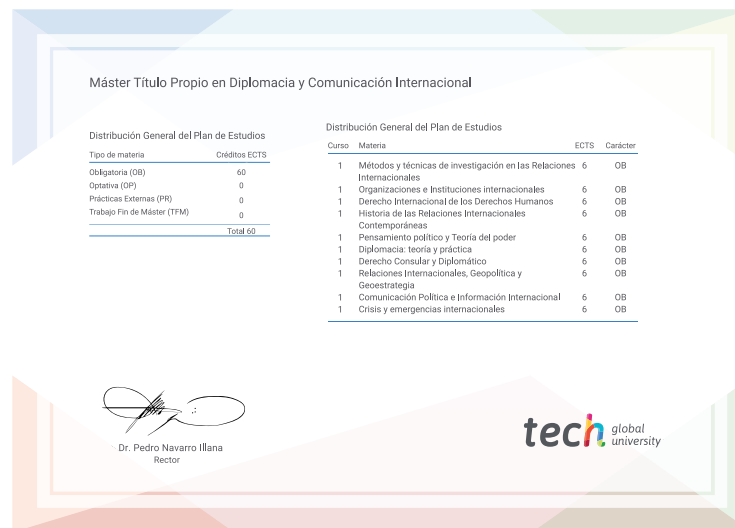 Máster Título Propio en Diplomacia y Comunicación Internacional
Distribución General del Plan de Estudios
Tipo de materia Créditos ECTS
Obligatoria (OB) 60
Optativa (OP) 0
Prácticas Externas (PR) 0
Trabajo Fin de Máster (TFM) 0
Total 60
Distribución General del Plan de Estudios
Curso Materia ECTS Carácter
1 Métodos y técnicas de investigación en las Relaciones 6 OB
Internacionales
1 Organizaciones e Instituciones internacionales 6 OB
1 Derecho Internacional de los Derechos Humanos 6 OB
1 Historia de las Relaciones Internacionales 6 OB
Contemporáneas
1 Pensamiento político y Teoría del poder 6 OB
1 Diplomacia: teoría y práctica 6 OB
1 Derecho Consular y Diplomático 6 OB
1 Relaciones Internacionales, Geopolítica y 6 OB
Geoestrategia
1 Comunicación Política e Información Internacional 6 OB
1 Crisis y emergencias internacionales 6 OB
Dr. Pedro Navarro Illana
Rector
tech global
university